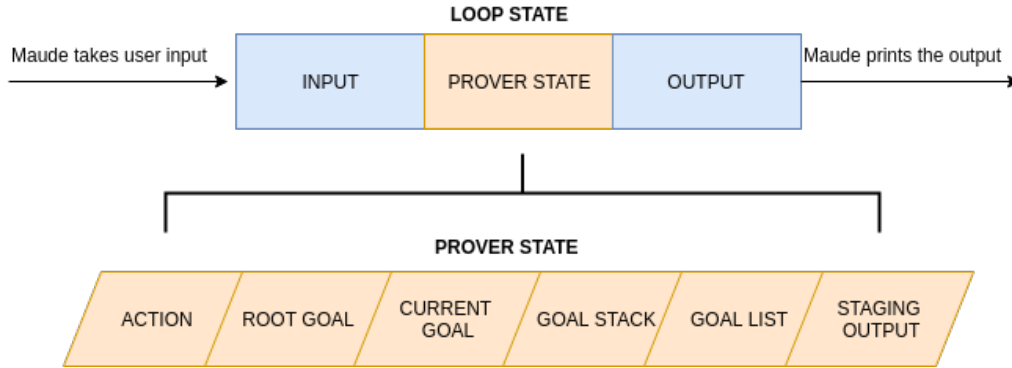 LOOP STATE
Maude takes user input
INPUT
PROVER STATE
OUTPUT
Maude prints the output
PROVER STATE
ACTION
ROOT GOAL
CURRENT
GOAL
GOAL STACK
GOAL LIST
STAGING
OUTPUT